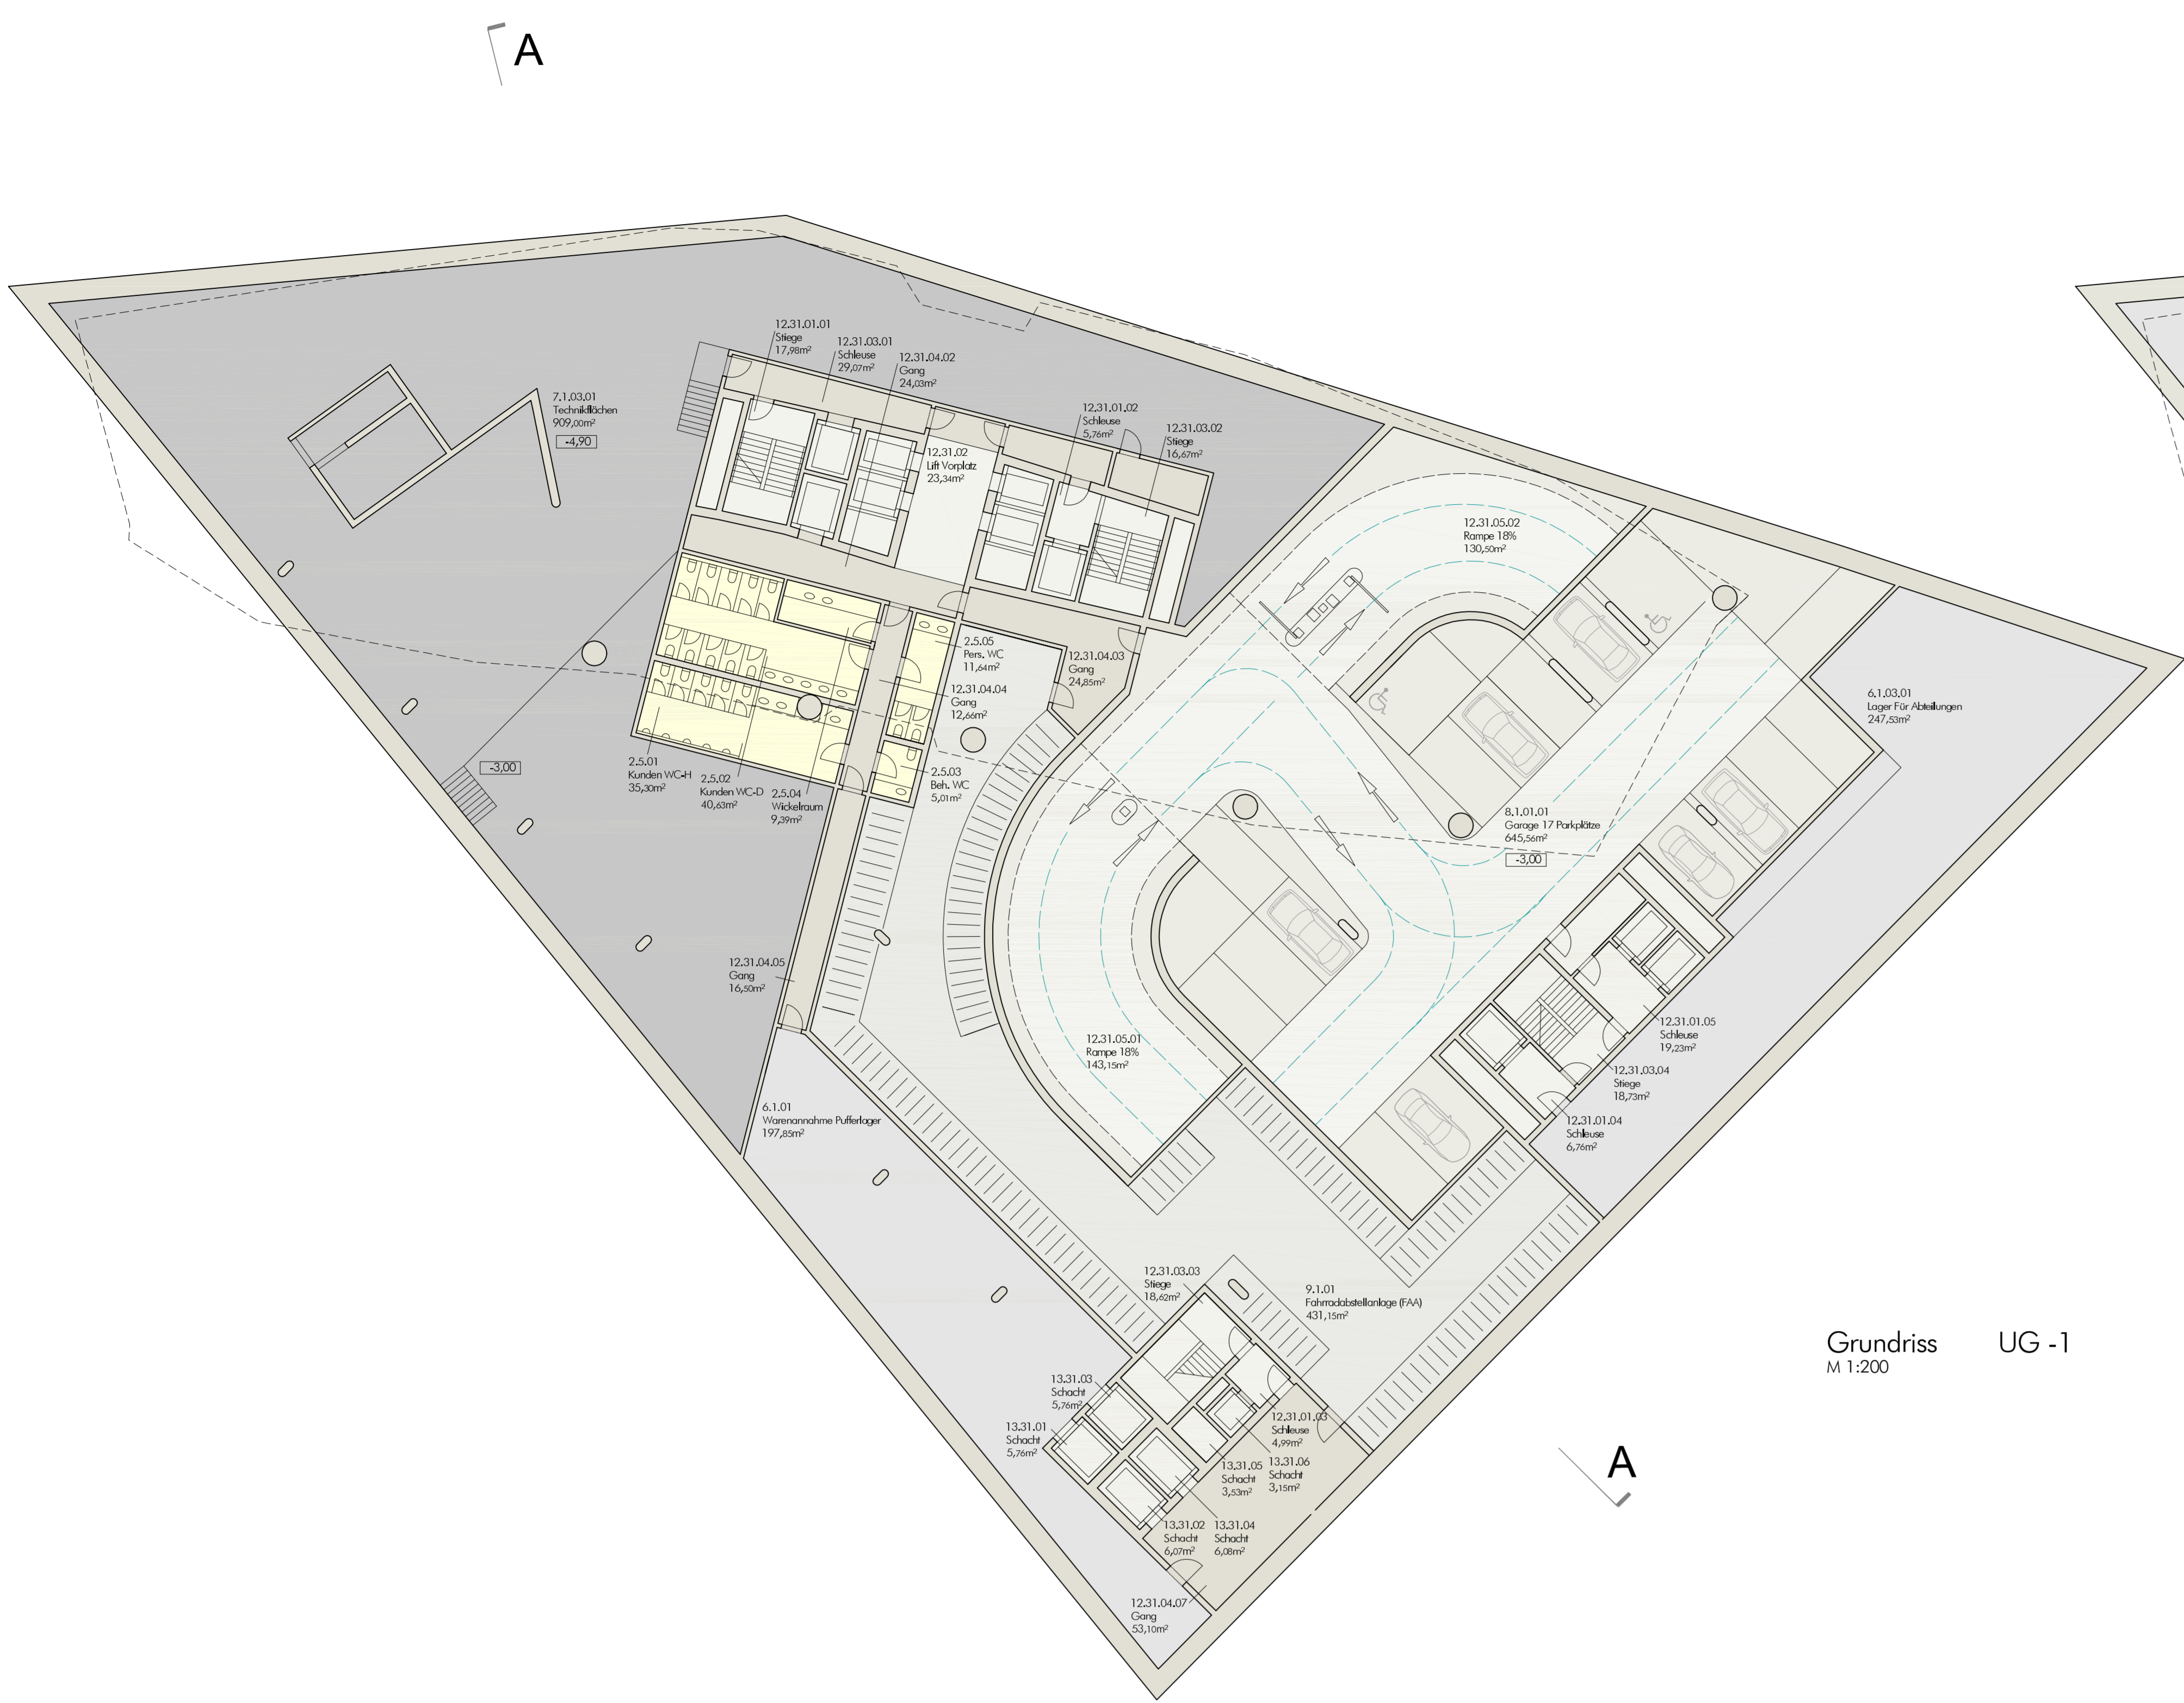 A
12.31.01.01
Stiege
17,98m²
12.31.03.01
Schleuse
29,07m²
12.31.04.02
Gang
24,03m²
7.1.03.01
Technikflächen
909,00m²
-4,90
12.31.01.02
Schleuse
5,76m²
12.31.03.02
Stiege
16,67m²
12.31.02
Lift Vorplatz
23,34m²
12.31.05.02
Rampe 18%
130,50m²
2.5.05
Pers. WC
11,64m²
12.31.04.03
Gang
24,85m²
12.31.04.04
Gang
12,66m²
6.1.03.01
Lager Für Abteilungen
247,53m²
-3,00
2.5.01
Kunden WC-H
35,30m²
2.5.02
Kunden WC-D
40,63m²
2.5.04
Wickelraum
9,39m²
2.5.03
Beh. WC
5,01m²
8.1.01.01
Garage 17 Parkplätze
645,56m²
-3,00
12.31.04.05
Gang
16,50m²
12.31.05.01
Rampe 18%
143,15m²
12.31.01.05
Schleuse
19,23m²
12.31.03.04
Stiege
18,73m²
12.31.01.04
Schleuse
6,76m²
6.1.01
Warenannahme Pufferlager
197,85m²
12.31.03.03
Stiege
18,62m²
9.1.01
Fahrradabstellanlage (FAA)
431,15m²
Grundriss UG -1
M 1:200
13.31.03
Schacht
5,76m²
13.31.01
Schacht
5,76m²
12.31.01.03
Schleuse
4,99m²
13.31.05
Schacht
3,53m²
13.31.06
Schacht
3,15m²
A
13.31.02
Schacht
6,07m²
13.31.04
Schacht
6,08m²
12.31.04.07
Gang
53,10m²